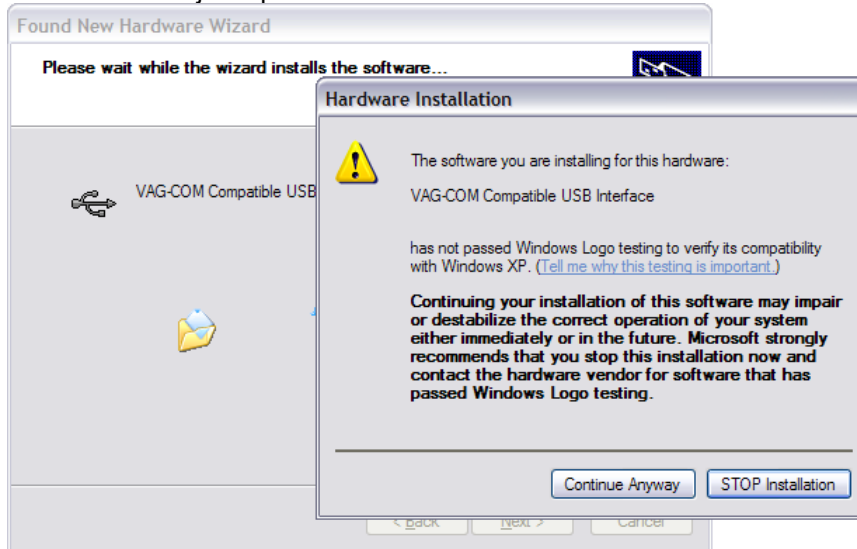 Found New Hardware Wizard
Please wait while the wizard installs the software...
Hardware Installation
The software you are installing for this hardware:
VAG-COM Compatible USB
VAG-COM Compatible USB Interface
has not passed Windows Logo testing to verify its compatibility
with Windows XP. (Tell me why this testing is important.)
Continuing your installation of this software may impair
or destabilize the correct operation of your system
either immediately or in the future. Microsoft strongly
recommends that you stop this installation now and
contact the hardware vendor for software that has
passed Windows Logo testing.
Continue Anyway STOP Installation
< Back Next > Cancel